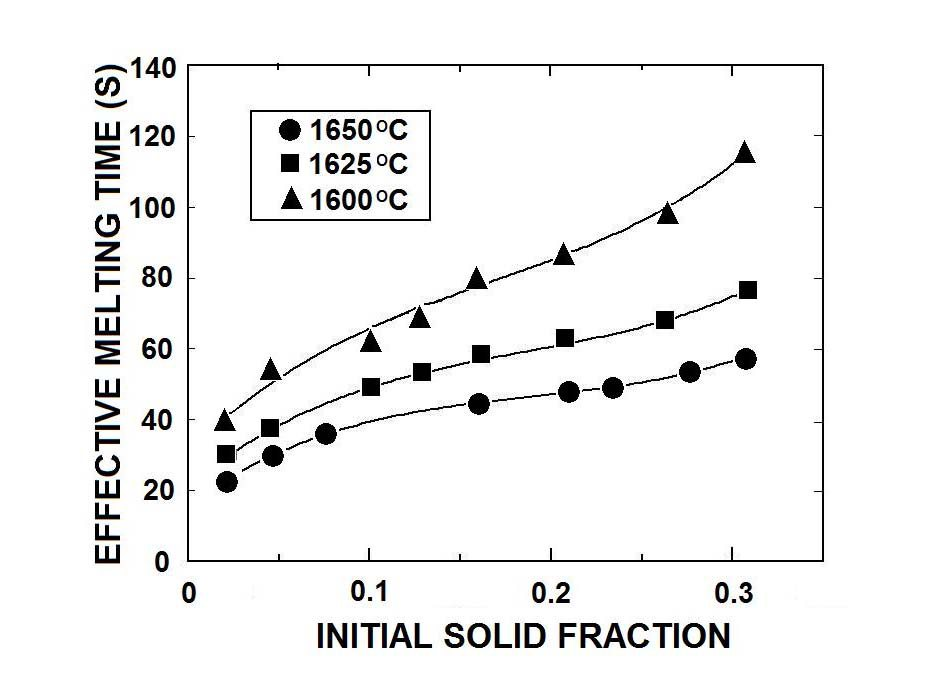 EFFECTIVE MELTING TIME (S)
140
120
100
80
60
40
20
0
1650°C
1625°C
1600°C
0 0.1 0.2 0.3
INITIAL SOLID FRACTION